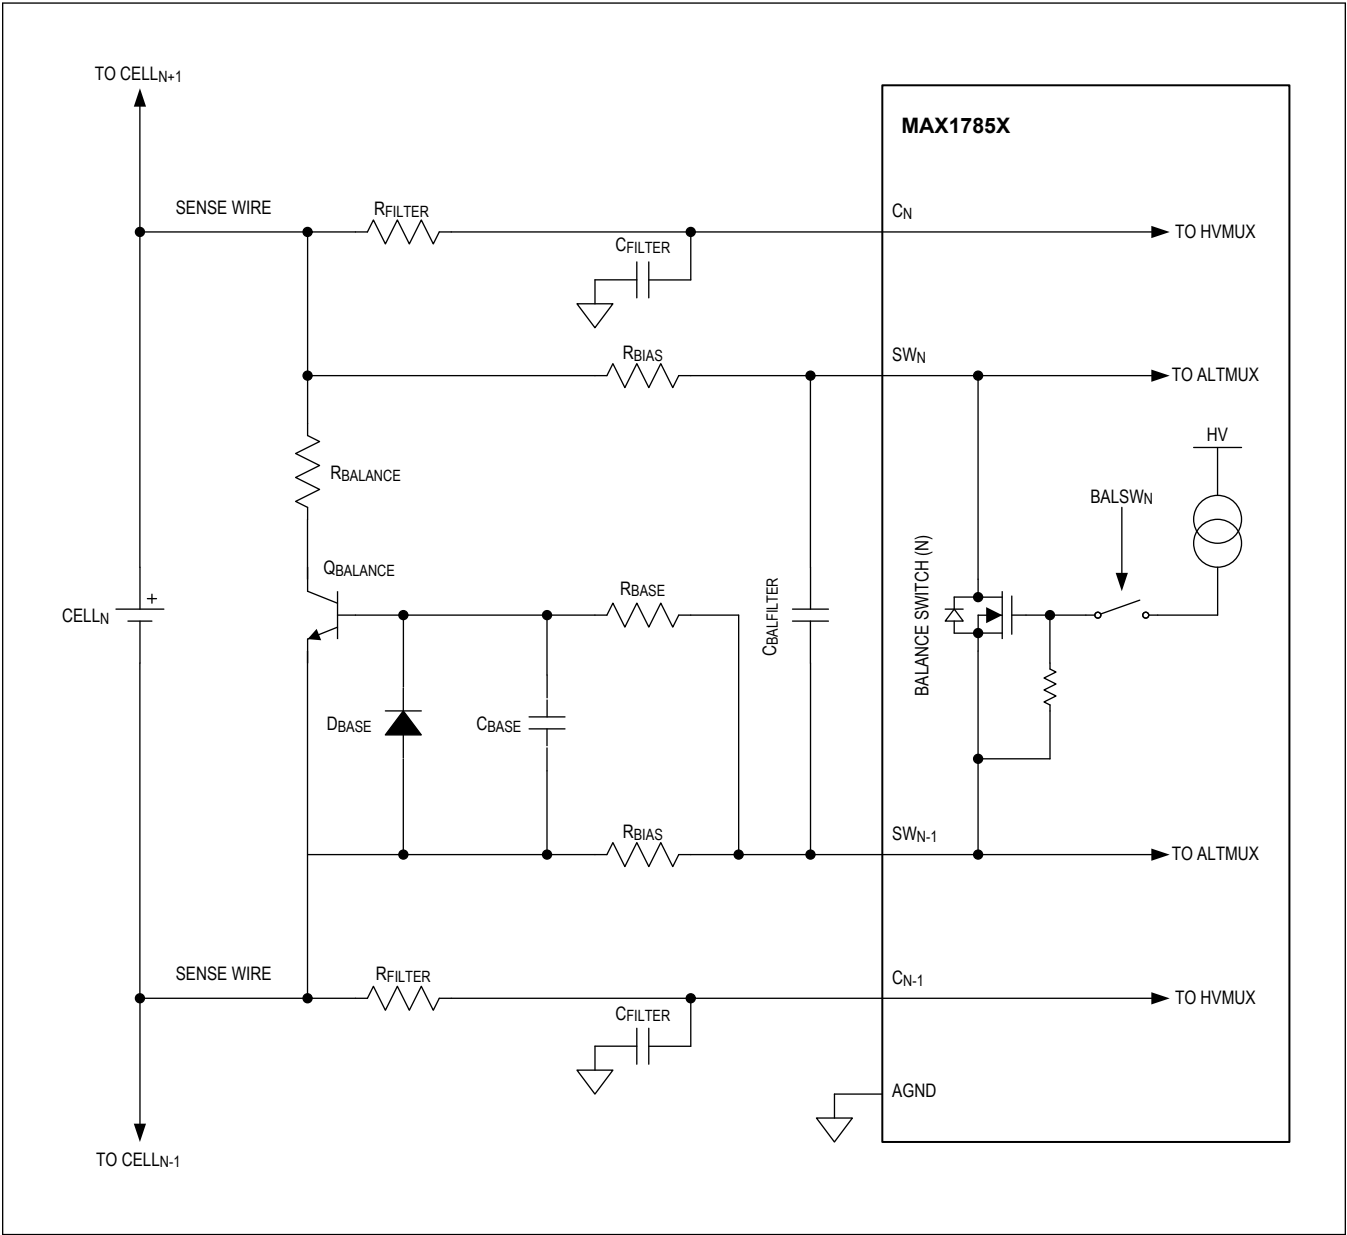 TO CELLN+1
MAX1785X
SENSE WIRE
RFILTER
CN
TO HVMUX
CFILTER
RBIAS
SWN
TO ALTMUX
HV
RBALANCE
BALSWN
QBALANCE
BALANCE SWITCH (N)
RBASE
CBALFILTER
CELLN
+
DBASE
CBASE
RBIAS
SWN-1
TO ALTMUX
SENSE WIRE
RFILTER
CN-1
TO HVMUX
CFILTER
AGND
TO CELLN-1